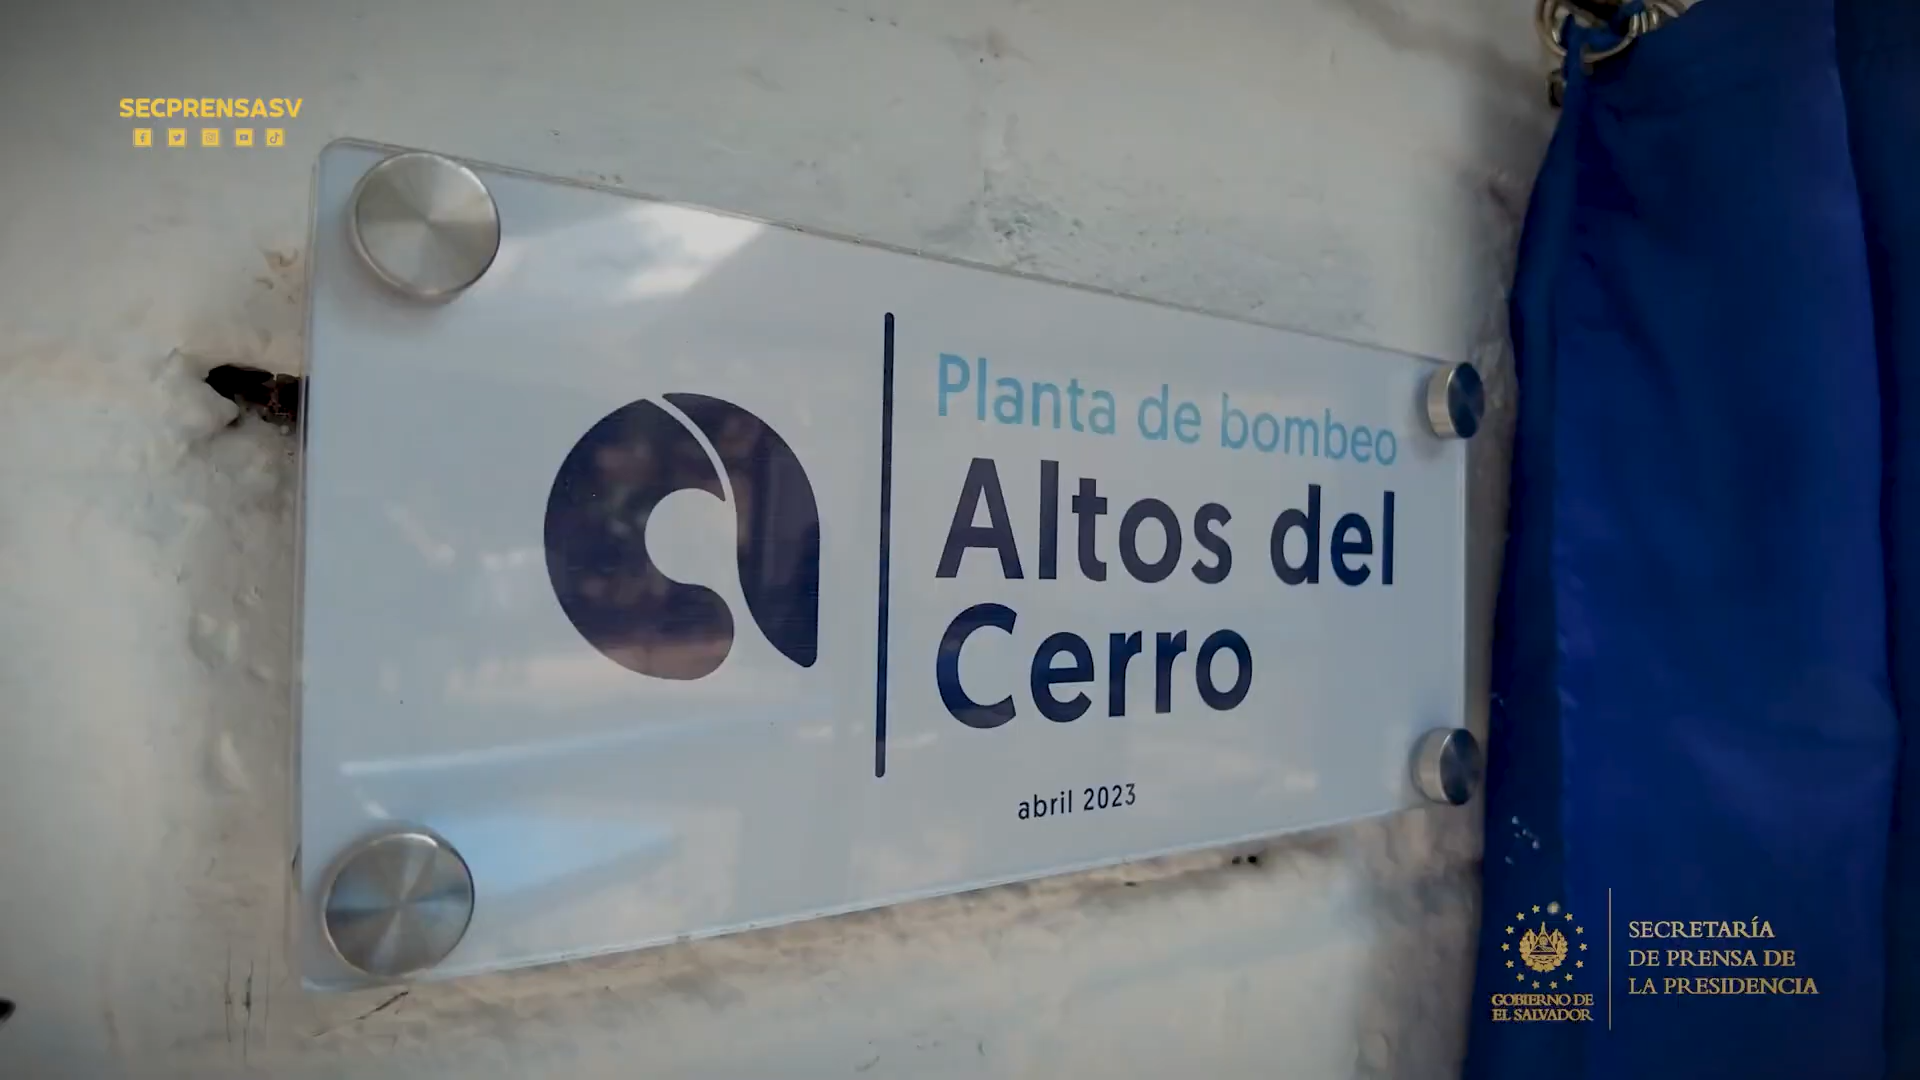 SECPRENSASV
Planta de bombeo
Altos del
Cerro
abril 2023
GOBIERNO DE
EL SALVADOR
SECRETARÍA
DE PRENSA DE
LA PRESIDENCIA